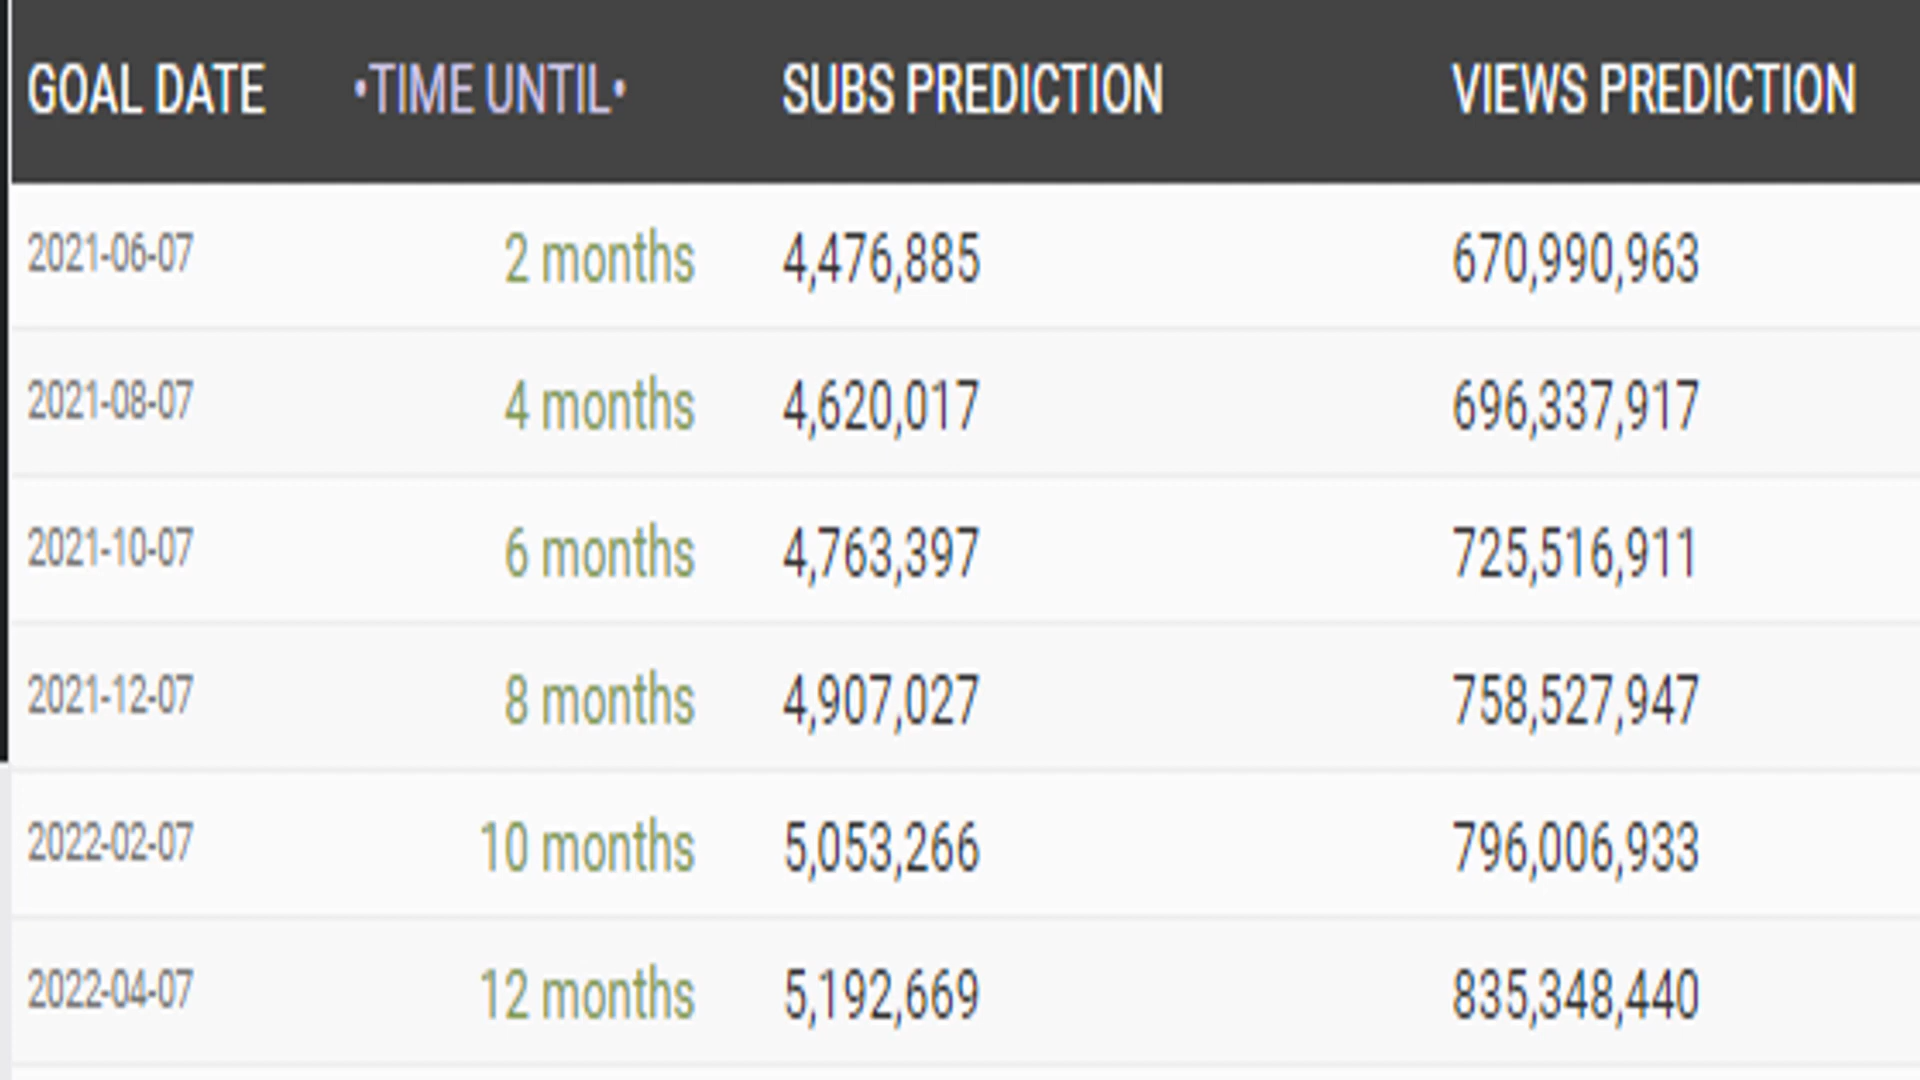 GOAL DATE •TIME UNTIL• SUBS PREDICTION VIEWS PREDICTION
2021-06-07 2 months 4,476,885 670,990,963
2021-08-07 4 months 4,620,017 696,337,917
2021-10-07 6 months 4,763,397 725,516,911
2021-12-07 8 months 4,907,027 758,527,947
2022-02-07 10 months 5,053,266 796,006,933
2022-04-07 12 months 5,192,669 835,348,440